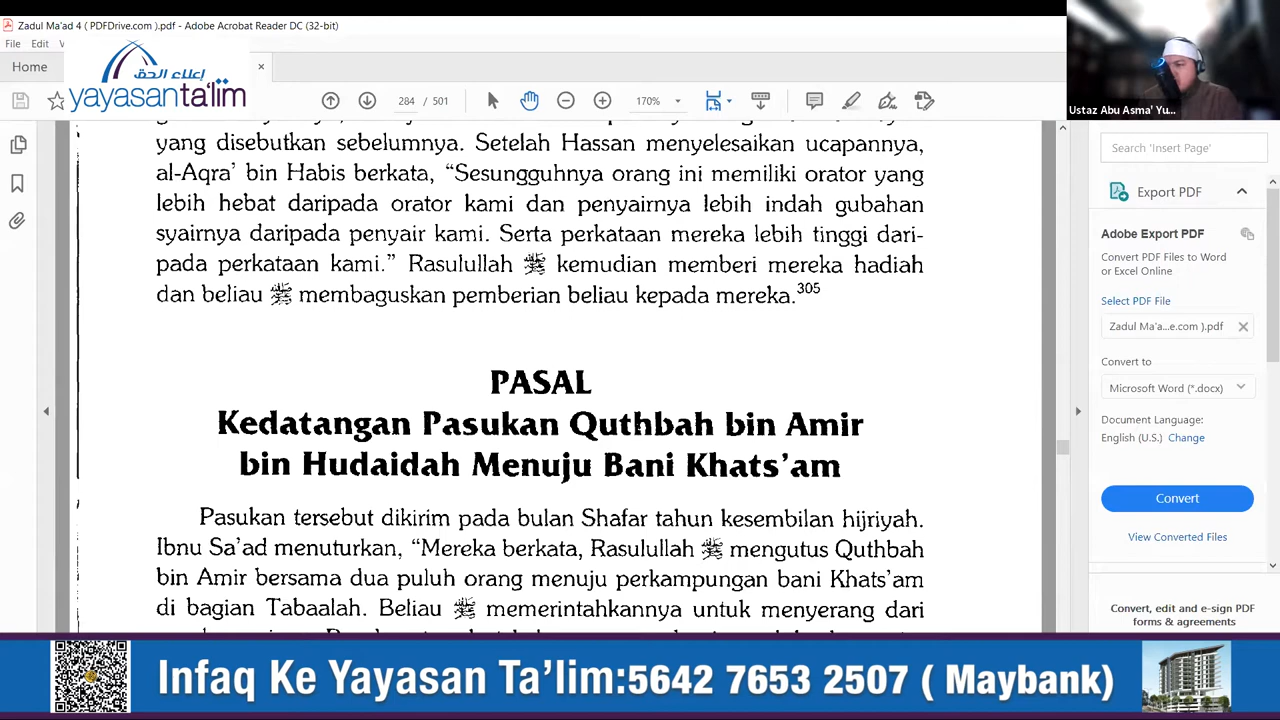 Zadul Ma'ad 4 ( PDFDrive.com ).pdf - Adobe Acrobat Reader DC (32-bit)
File Edit
Home
إعلاء الحق
yayasanta'lim
284 / 501
170%
Ustaz Abu Asma' Yu...
yang disebutkan sebelumnya. Setelah Hassan menyelesaikan ucapannya,
al-Aqra' bin Habis berkata, "Sesungguhnya orang ini memiliki orator yang
lebih hebat daripada orator kami dan penyairnya lebih indah gubahan
syairnya daripada penyair kami. Serta perkataan mereka lebih tinggi dari-
pada perkataan kami." Rasulullah ﷺ kemudian memberi mereka hadiah
dan beliau ﷺ membaguskan pemberian beliau kepada mereka.305
PASAL
Kedatangan Pasukan Quthbah bin Amir
bin Hudaidah Menuju Bani Khats'am
Pasukan tersebut dikirim pada bulan Shafar tahun kesembilan hijriyah.
Ibnu Sa'ad menuturkan, "Mereka berkata, Rasulullah ﷺ mengutus Quthbah
bin Amir bersama dua puluh orang menuju perkampungan bani Khats'am
di bagian Tabaalah. Beliau ﷺ memerintahkannya untuk menyerang dari
Search 'Insert Page'
Export PDF
Adobe Export PDF
Convert PDF Files to Word
or Excel Online
Select PDF File
Zadul Ma'a...e.com ).pdf
Convert to
Microsoft Word (*.docx)
Document Language:
English (U.S.) Change
Convert
View Converted Files
Convert, edit and e-sign PDF
forms & agreements
Infaq Ke Yayasan Ta'lim:5642 7653 2507 ( Maybank)